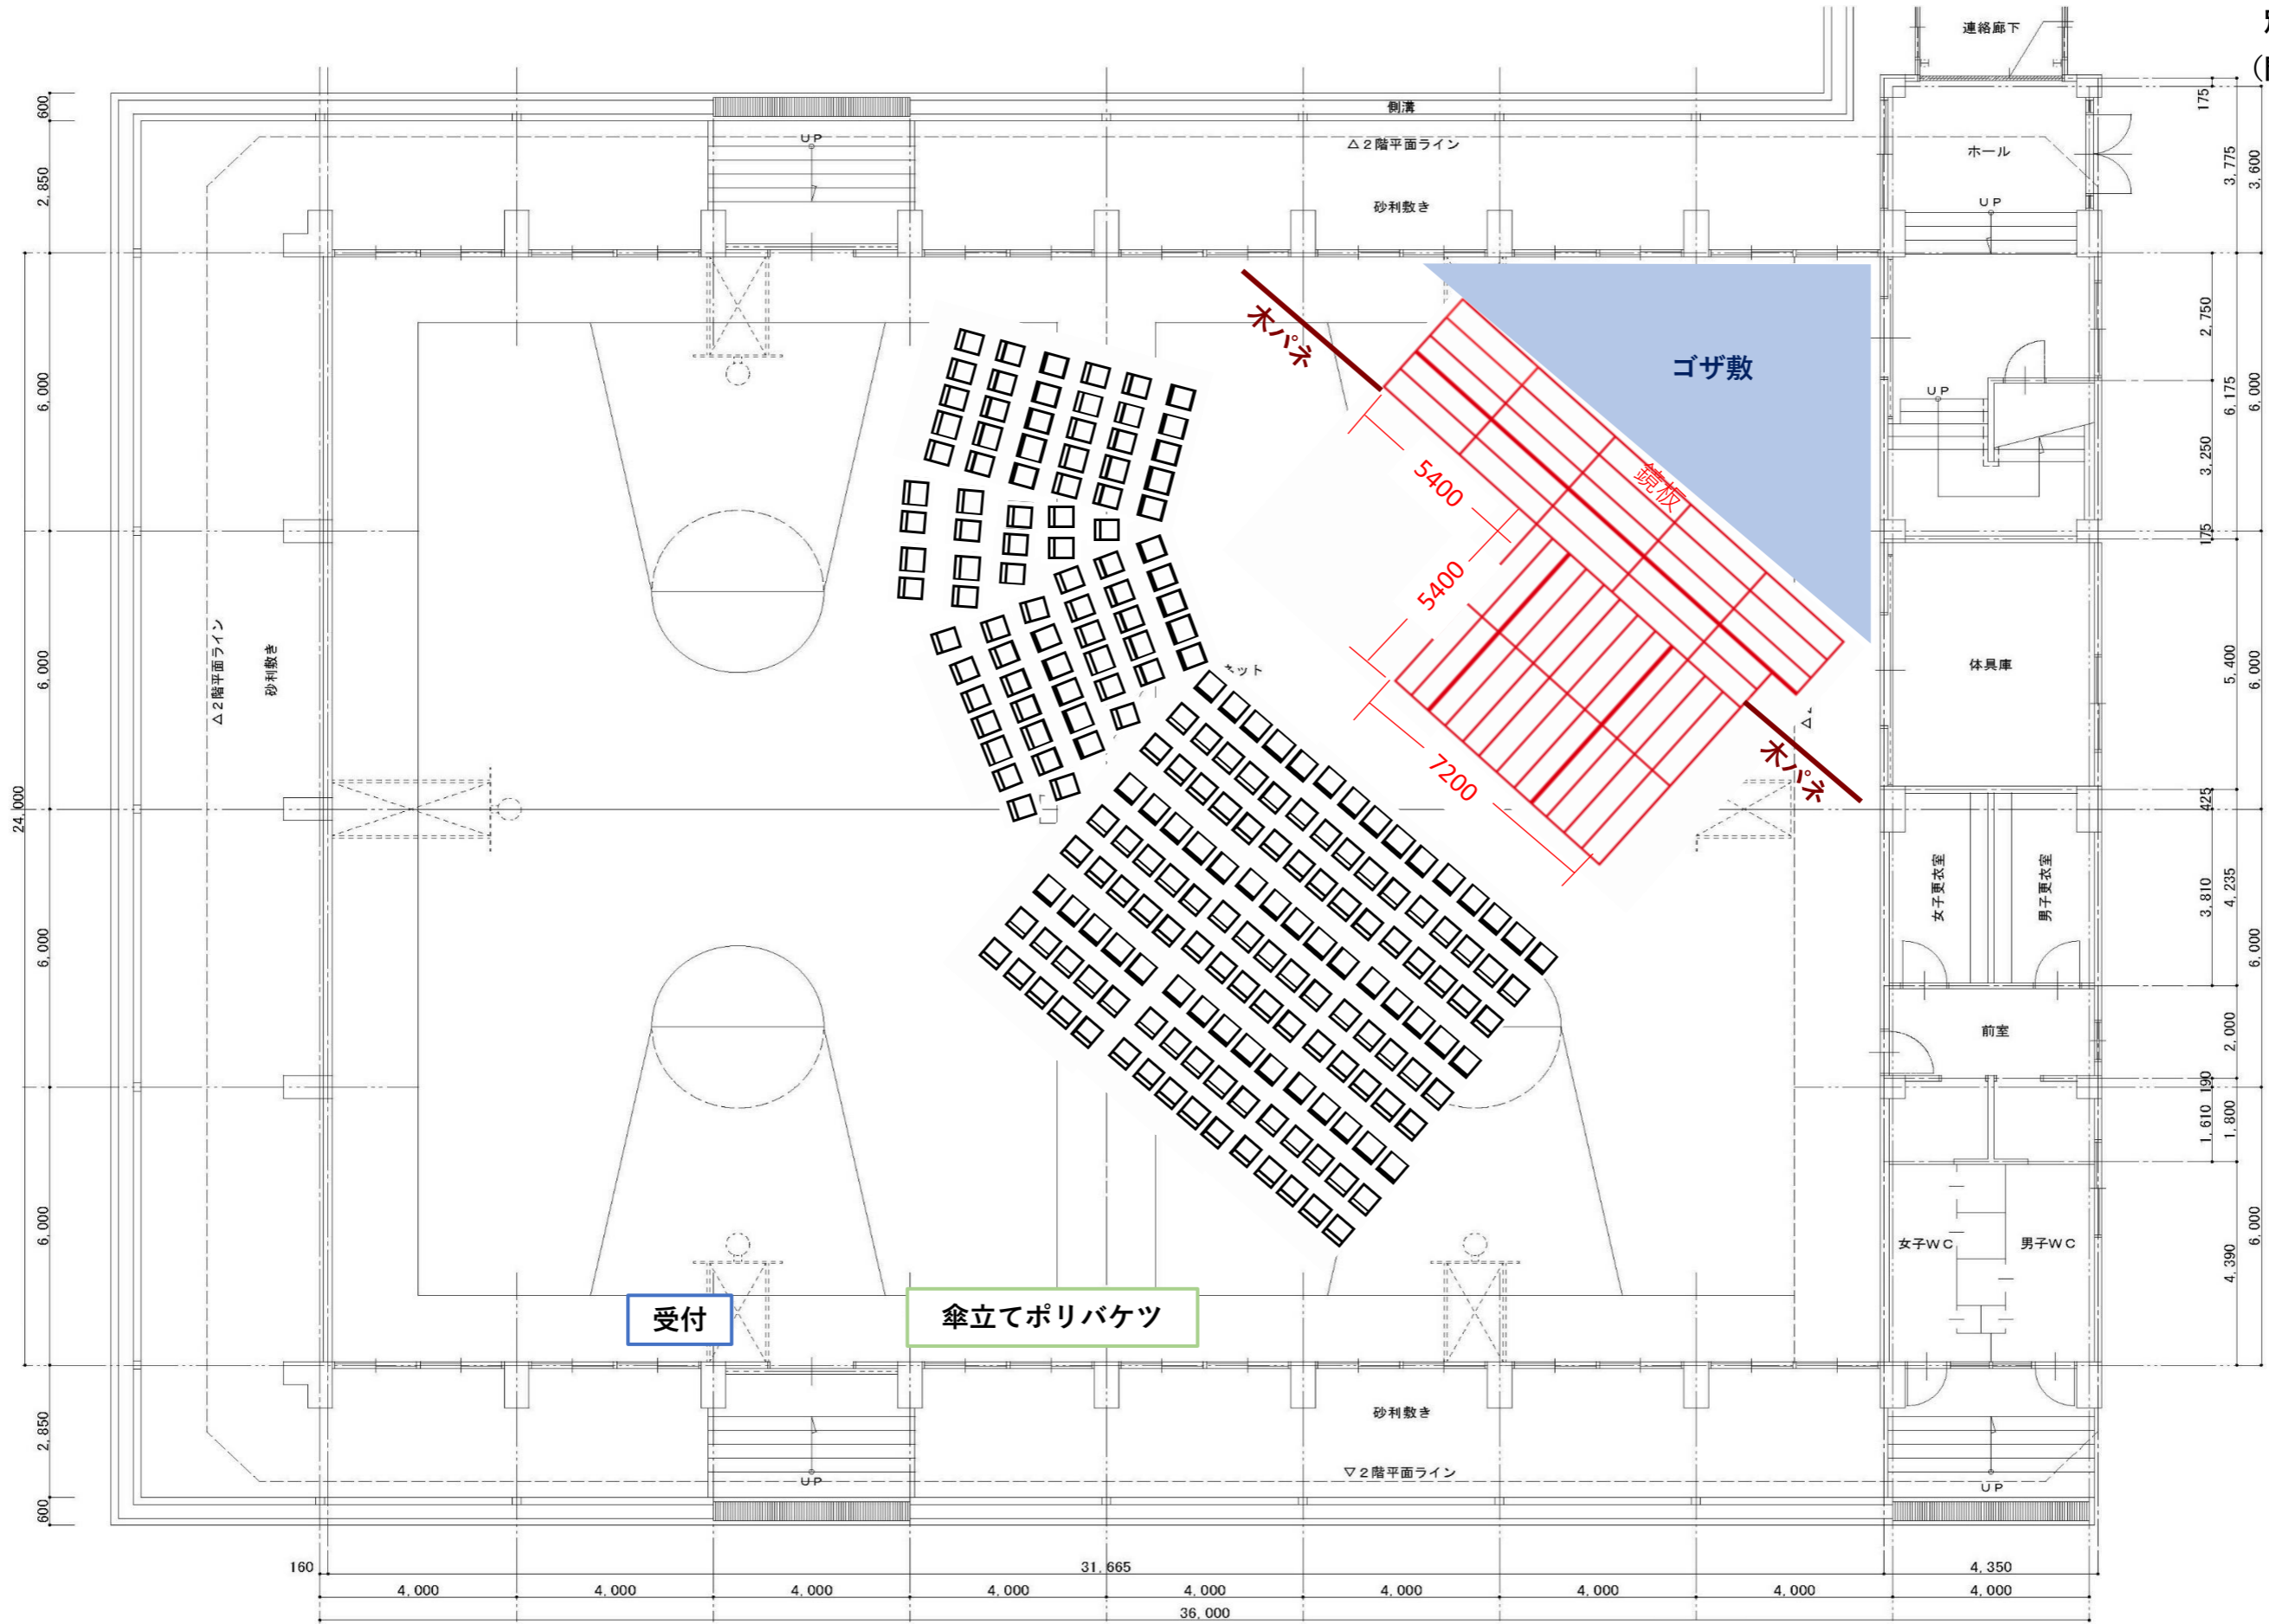 連絡廊下
側溝
UP
△2階平面ライン
ホール
砂利敷き
UP
木パネ
ゴザ敷
UP
鏡板
5400
5400
7200
木パネ
ネット
体具庫
△2階平面ライン
砂利敷き
女子更衣室
男子更衣室
前室
女子WC
男子WC
受付
傘立てポリバケツ
砂利敷き
▽2階平面ライン
UP
UP
600
2,850
6,000
6,000
24,000
6,000
6,000
2,850
600
175
3,775
3,600
2,750
6,175
6,000
3,250
175
5,400
6,000
425
3,810
4,235
6,000
2,000
190
1,610
1,800
4,390
6,000
160
31,665
4,350
4,000
4,000
4,000
4,000
4,000
4,000
4,000
4,000
4,000
36,000